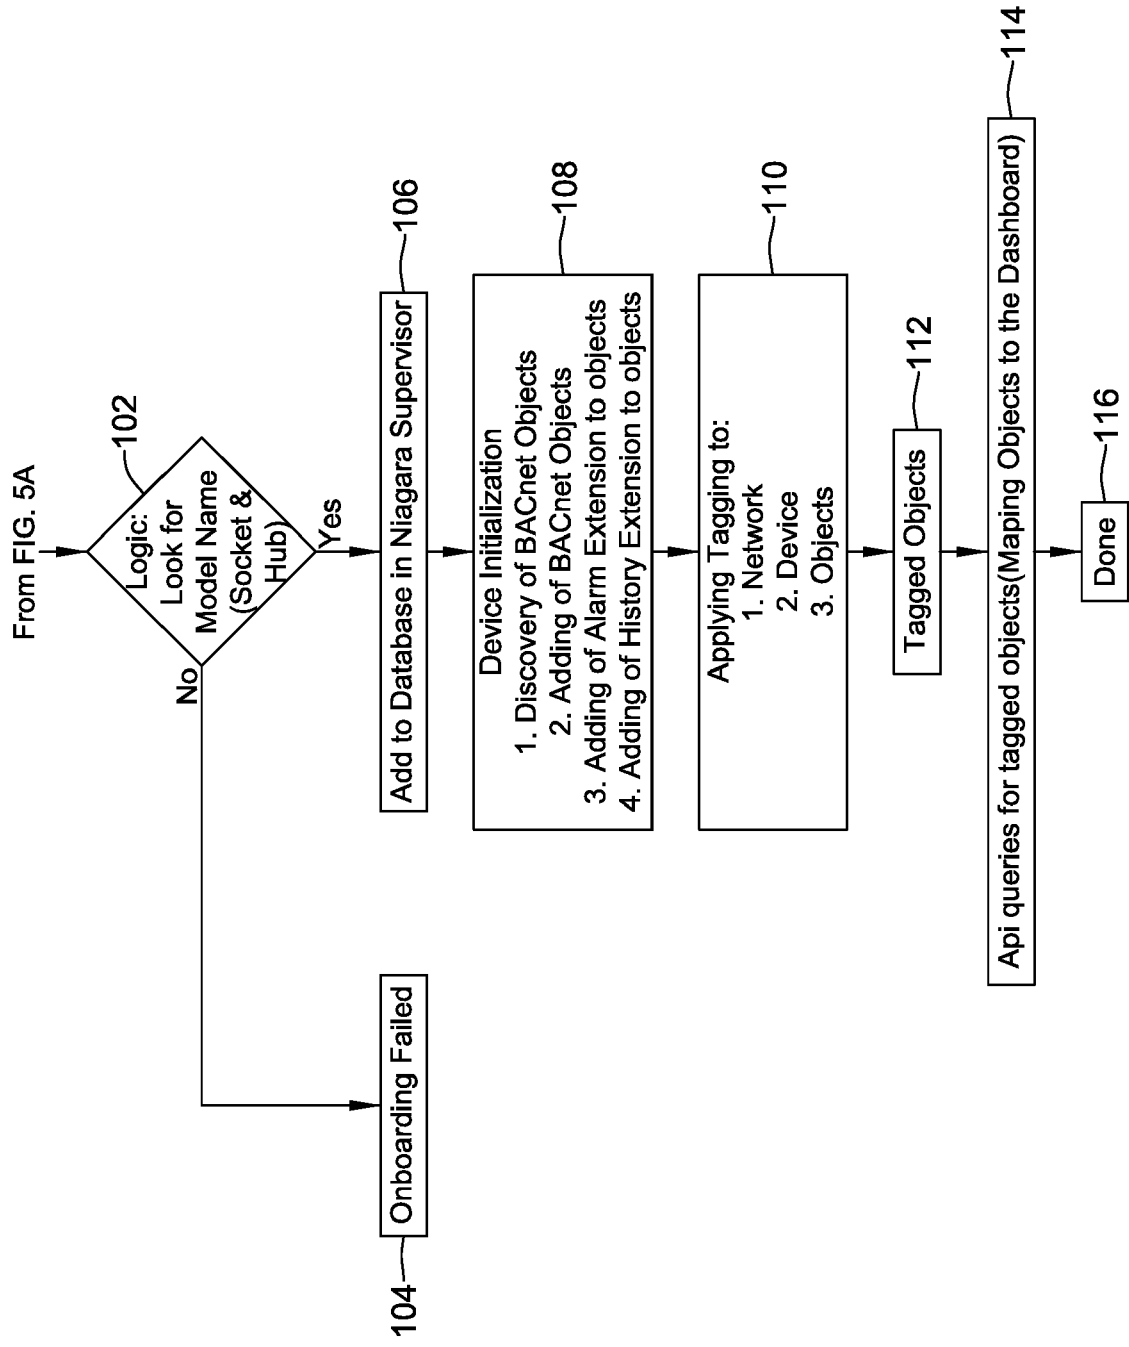 From FIG. 5A
102
Logic:
Look for
Model Name
(Socket &
Hub)
No
Yes
104
Onboarding Failed
106
Add to Database in Niagara Supervisor
108
Device Initialization
1. Discovery of BACnet Objects
2. Adding of BACnet Objects
3. Adding of Alarm Extension to objects
4. Adding of History Extension to objects
110
Applying Tagging to:
1. Network
2. Device
3. Objects
112
Tagged Objects
114
Api queries for tagged objects(Maping Objects to the Dashboard)
116
Done